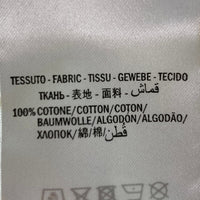 TESSUTO - FABRIC - TISSU - GEWEBE - TECIDO
ТКАНЬ - 表地 - 面料 - قماش
100% COTONE/COTTON/COTON/
BAUMWOLLE/ALGODÓN/ALGODÃO/
ХЛОПОК/綿/棉/قُطن